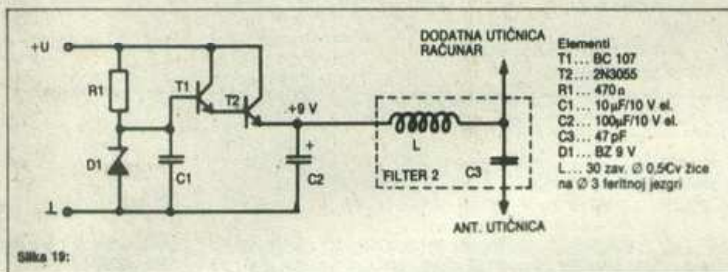 DODATNA UTIČNICA
RAČUNAR
+U
R1
T1
T2
+9 V
D1
C1
+
C2
L
FILTER 2
C3
ANT. UTIČNICA
Elementi
T1... BC 107
T2... 2N3055
R1... 470Ω
C1... 10μF/10 V el.
C2... 100μF/10 V el.
C3... 47 pF
D1... BZ 9 V
L... 30 zav. Ø 0,5Cv žice
na Ø 3 feritnoj jezgri
Slika 19: